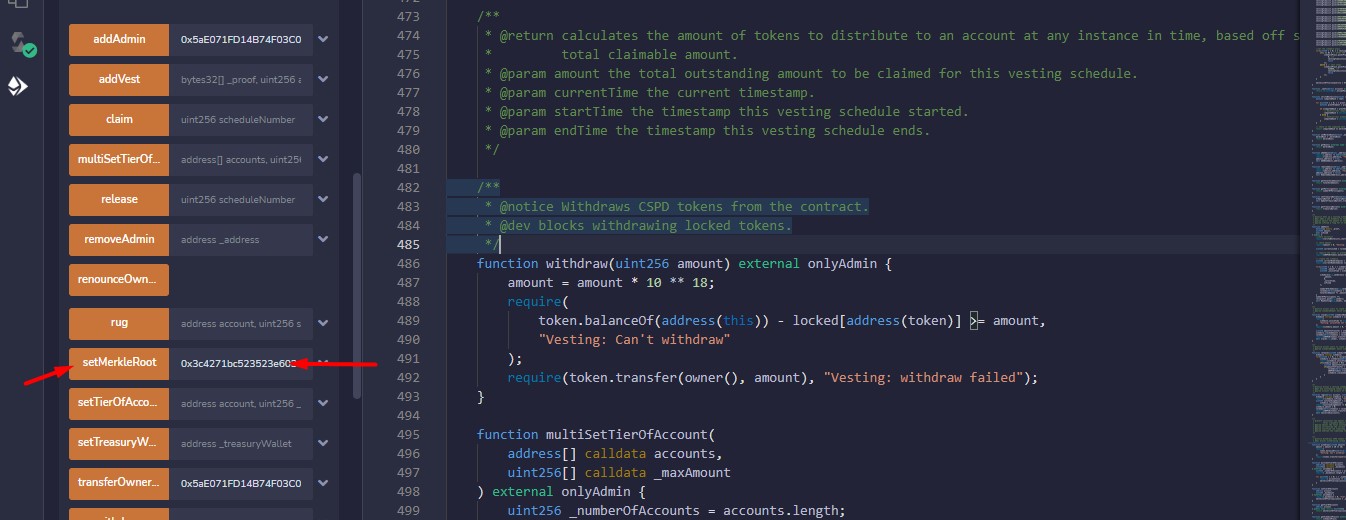 addAdmin 0x5aE071FD14B74F03C0
addVest bytes32[] _proof, uint256
claim uint256 scheduleNumber
multiSetTierOf... address[] accounts, uint256
release uint256 scheduleNumber
removeAdmin address _address
renounceOwn...
rug address account, uint256 s
setMerkleRoot 0x3c4271bc523523e602
setTierOfAcco... address account, uint256 _
setTreasuryW... address _treasuryWallet
transferOwner... 0x5aE071FD14B74F03C0
472
473 /**
474 * @return calculates the amount of tokens to distribute to an account at any instance in time, based off s
475 * total claimable amount.
476 * @param amount the total outstanding amount to be claimed for this vesting schedule.
477 * @param currentTime the current timestamp.
478 * @param startTime the timestamp this vesting schedule started.
479 * @param endTime the timestamp this vesting schedule ends.
480 */
481
482 /**
483 * @notice Withdraws CSPD tokens from the contract.
484 * @dev blocks withdrawing locked tokens.
485 */
486 function withdraw(uint256 amount) external onlyAdmin {
487 amount = amount * 10 ** 18;
488 require(
489 token.balanceOf(address(this)) - locked[address(token)] >= amount,
490 "Vesting: Can't withdraw"
491 );
492 require(token.transfer(owner(), amount), "Vesting: withdraw failed");
493 }
494
495 function multiSetTierOfAccount(
496 address[] calldata accounts,
497 uint256[] calldata _maxAmount
498 ) external onlyAdmin {
499 uint256 _numberOfAccounts = accounts.length;